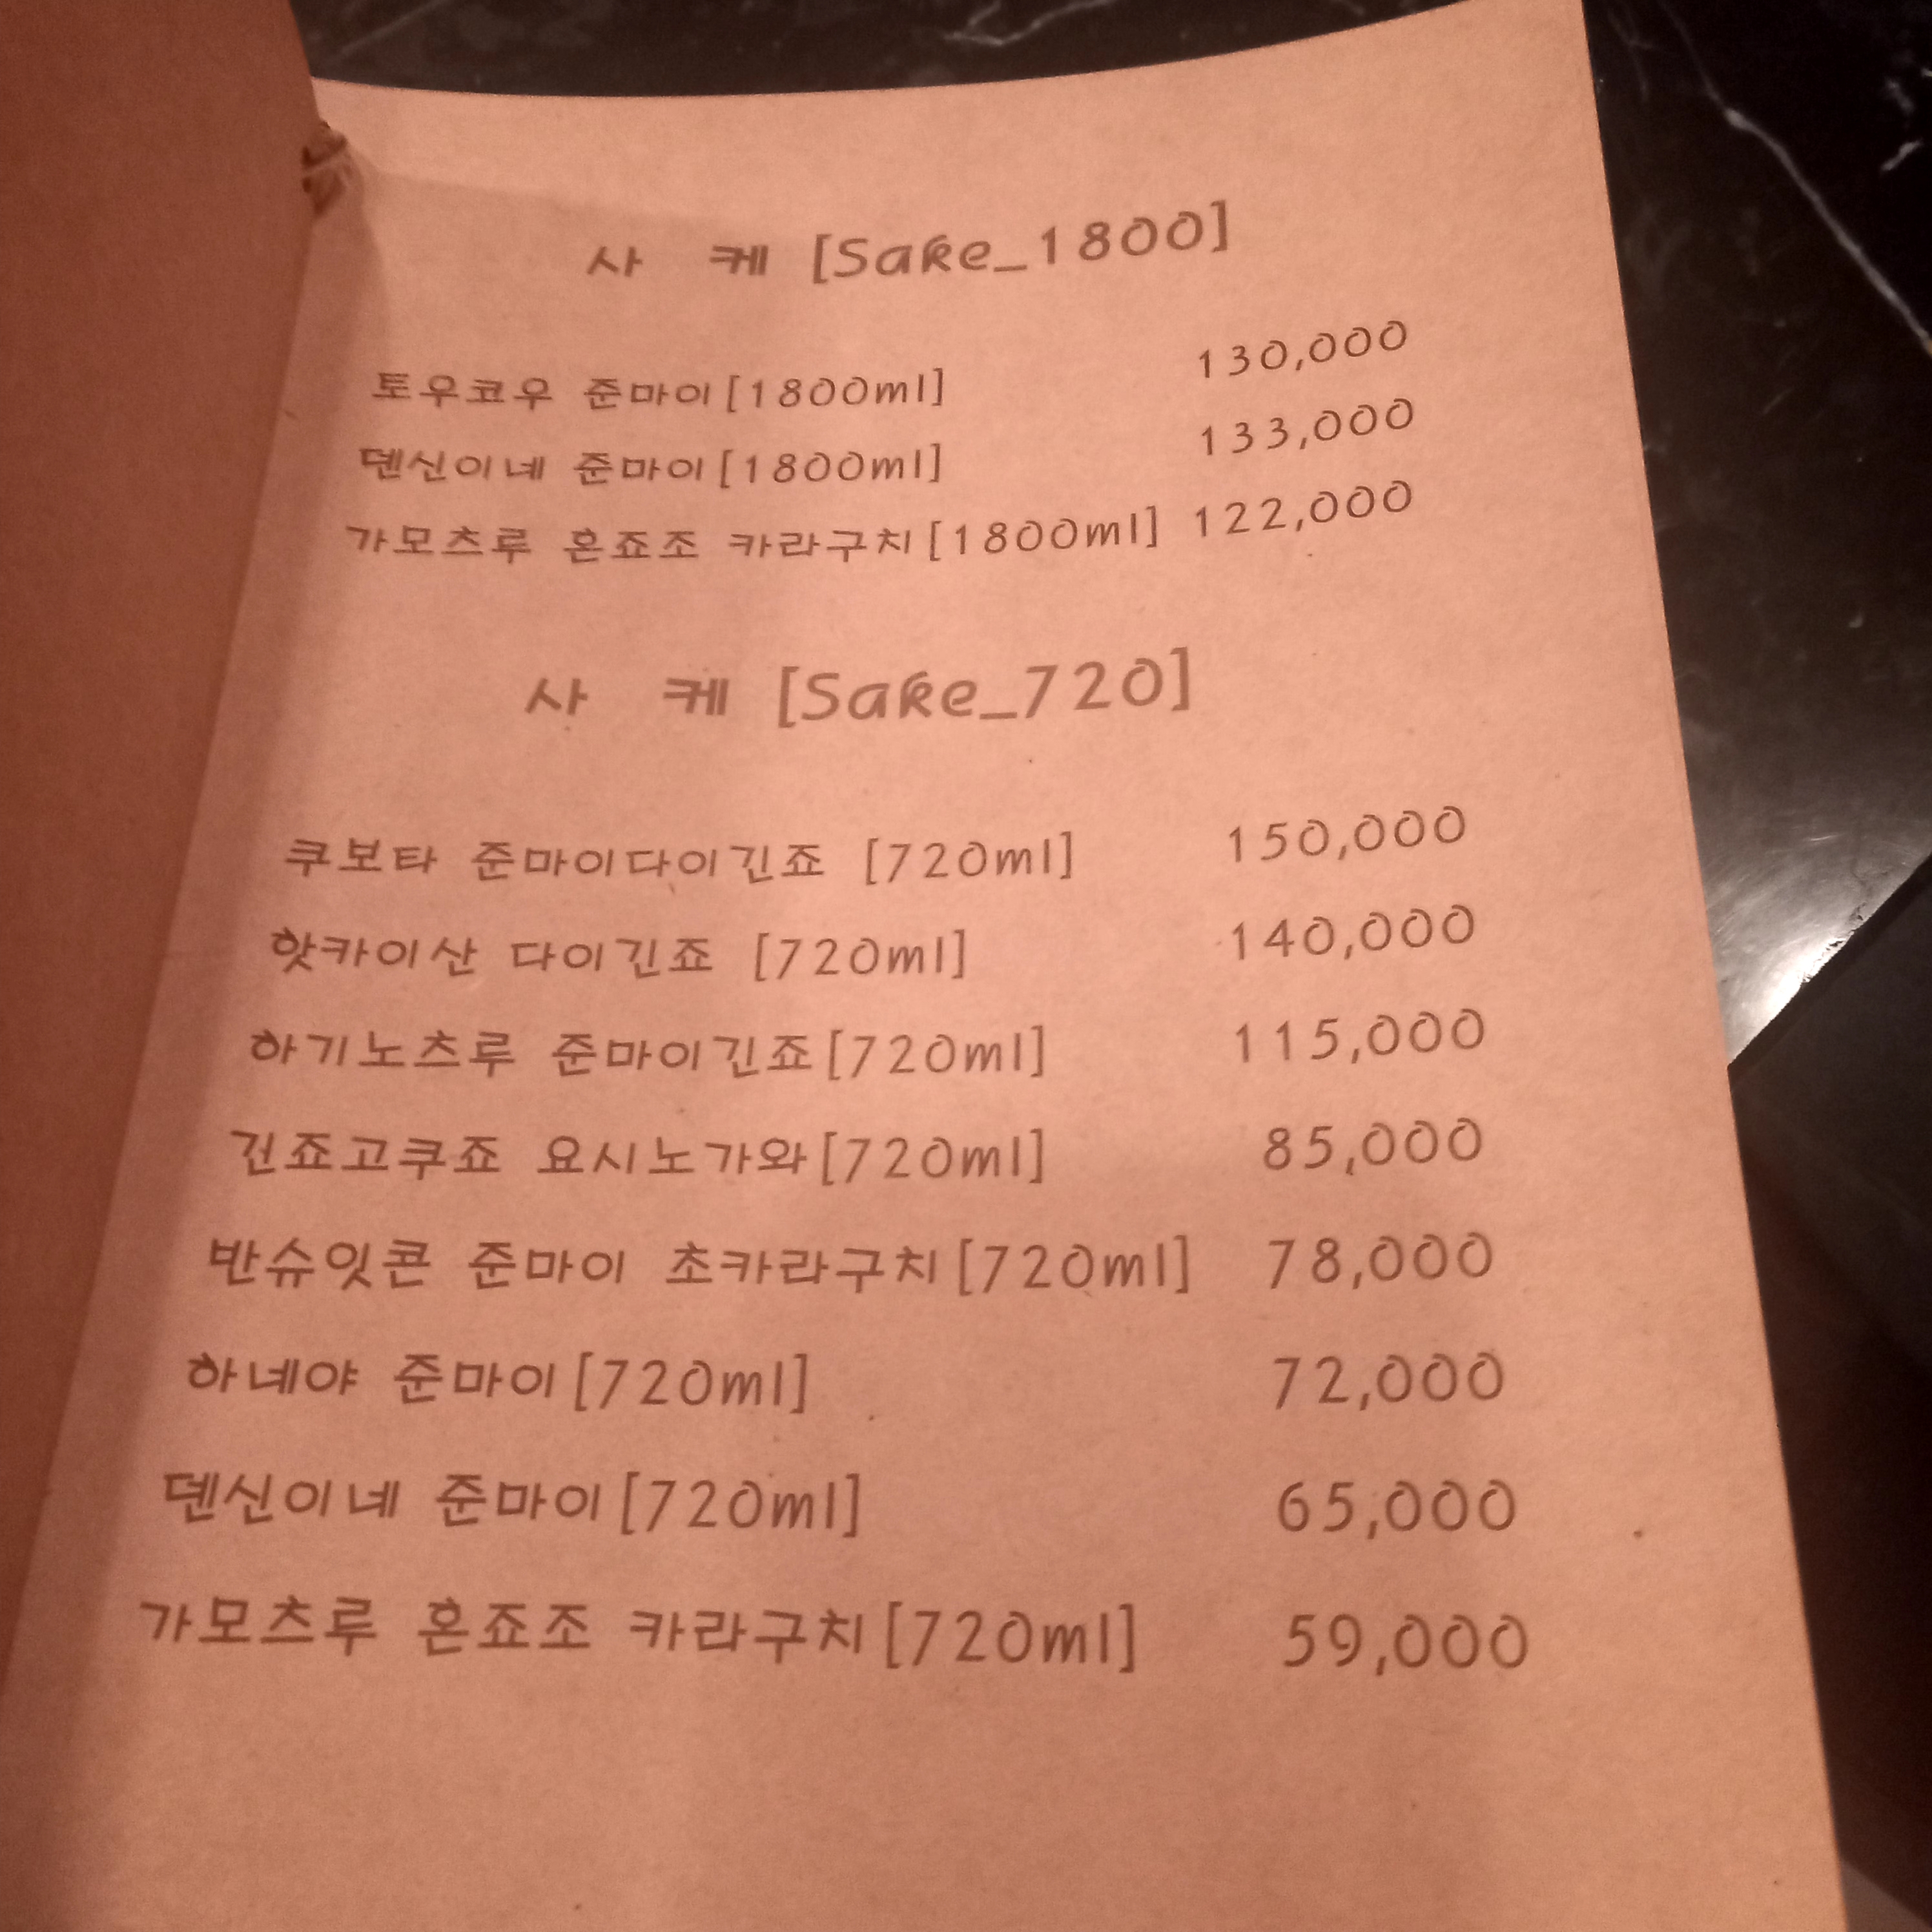 사 케 [Sake_1800]
토우코우 준마이[1800ml] 130,000
덴신이네 준마이[1800ml] 133,000
가모츠루 혼죠조 카라구치[1800ml] 122,000
사 케 [Sake_720]
쿠보타 준마이다이긴죠 [720ml] 150,000
핫카이산 다이긴죠 [720ml] 140,000
하기노츠루 준마이긴죠[720ml] 115,000
긴죠고쿠죠 요시노가와[720ml] 85,000
반슈잇콘 준마이 초카라구치[720ml] 78,000
하네야 준마이[720ml] 72,000
덴신이네 준마이[720ml] 65,000
가모츠루 혼죠조 카라구치[720ml] 59,000